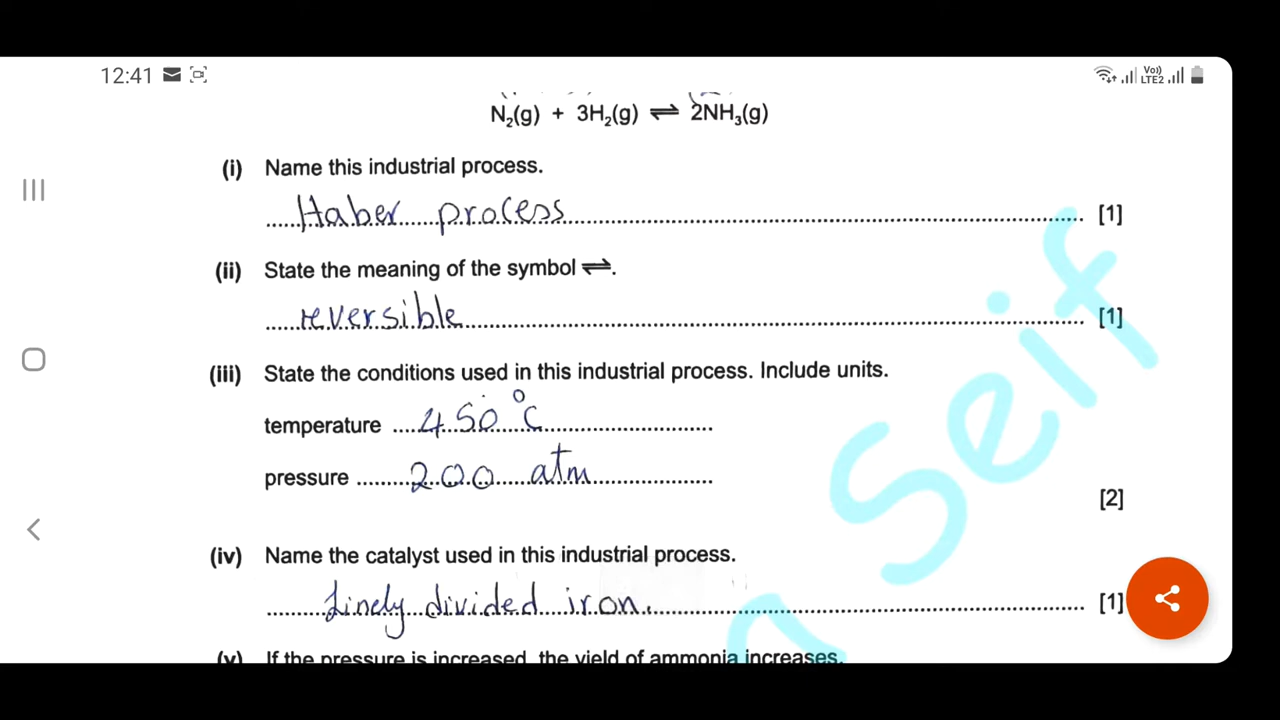 12:41
Vo)) LTE2
N₂(g) + 3H₂(g) ⇌ 2NH₃(g)
(i) Name this industrial process.
Haber process [1]
(ii) State the meaning of the symbol ⇌.
reversible [1]
(iii) State the conditions used in this industrial process. Include units.
temperature 450 °C
pressure 200 atm
[2]
(iv) Name the catalyst used in this industrial process.
finely divided iron. [1]
(v) If the pressure is increased, the yield of ammonia increases.
Seif